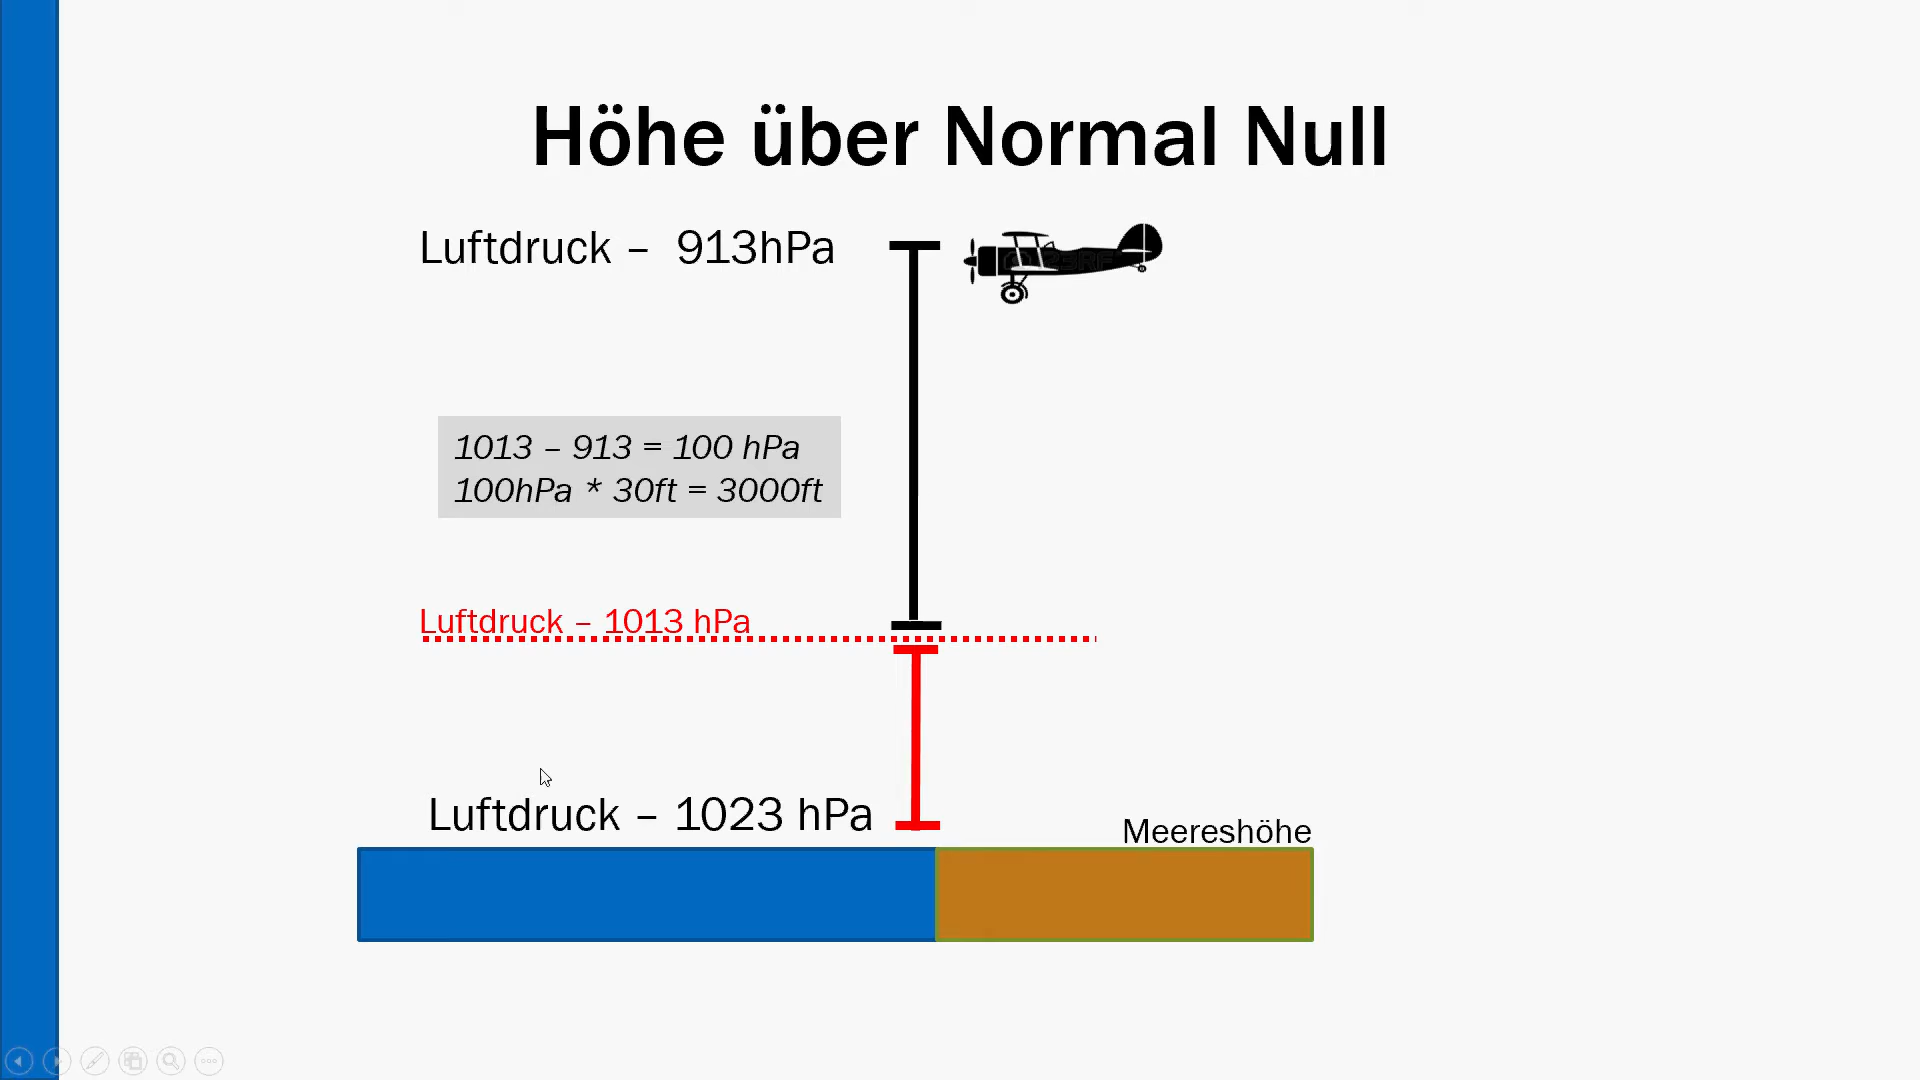 Höhe über Normal Null
Luftdruck – 913hPa
1013 – 913 = 100 hPa
100hPa * 30ft = 3000ft
Luftdruck – 1013 hPa
Luftdruck – 1023 hPa
Meereshöhe